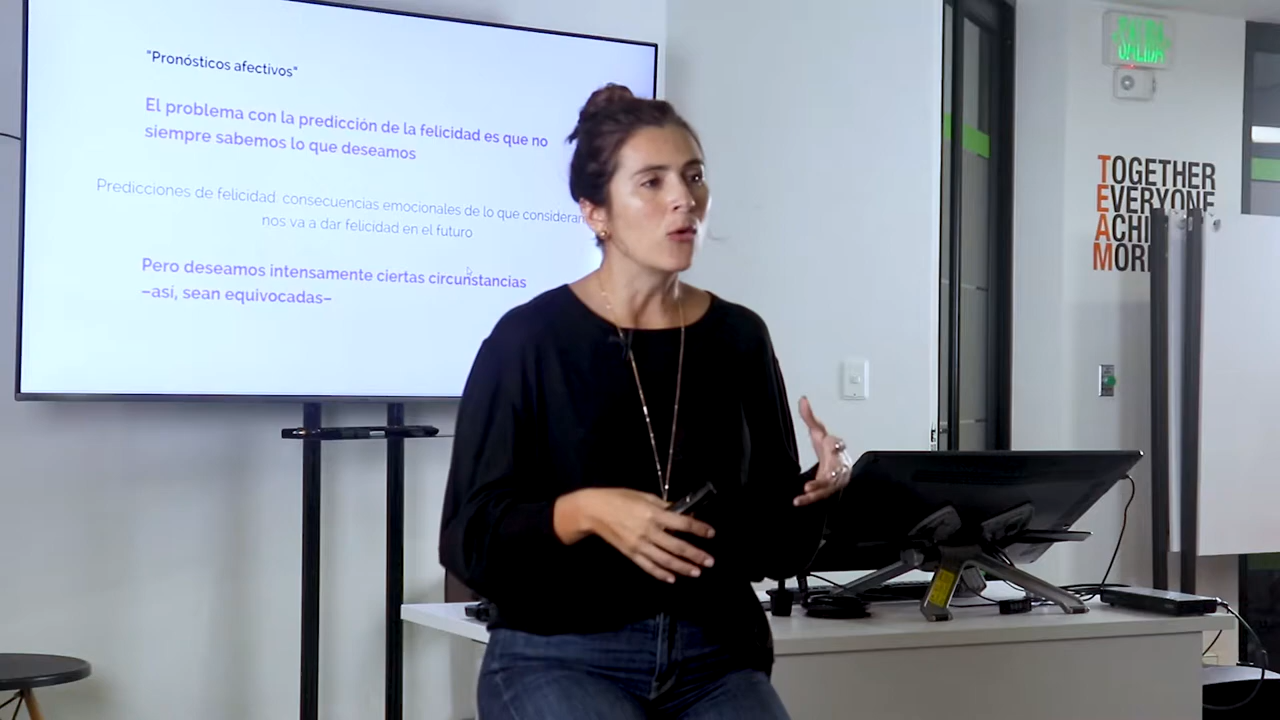 "Pronósticos afectivos"
El problema con la predicción de la felicidad es que no
siempre sabemos lo que deseamos
Predicciones de felicidad consecuencias emocionales de lo que consideran
nos va a dar felicidad en el futuro
Pero deseamos intensamente ciertas circunstancias
–así, sean equivocadas–
SALIDA
TOGETHER
EVERYONE
ACHI
MOR